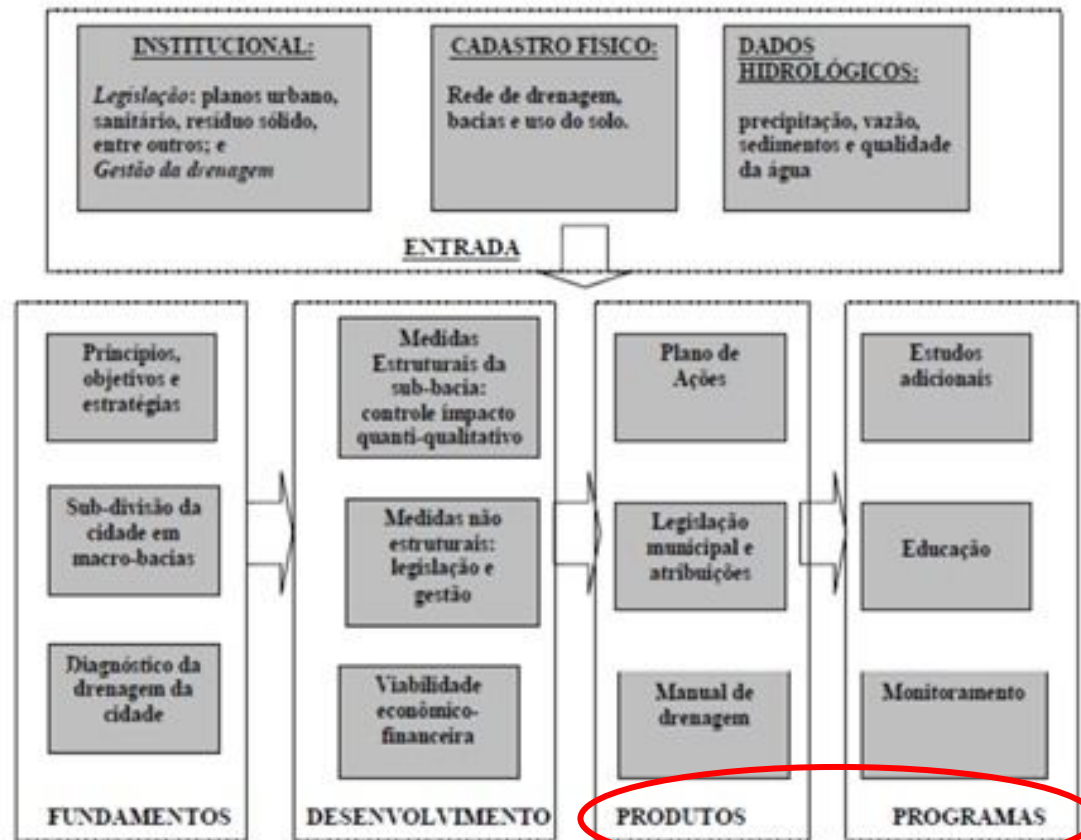 INSTITUCIONAL:
Legislação: planos urbano,
sanitário, resíduo sólido,
entre outros; e
Gestão da drenagem
CADASTRO FÍSICO:
Rede de drenagem,
bacias e uso do solo.
DADOS
HIDROLÓGICOS:
precipitação, vazão,
sedimentos e qualidade
da água
ENTRADA
Princípios,
objetivos e
estratégias
Sub-divisão da
cidade em
macro-bacias
Diagnóstico da
drenagem da
cidade
FUNDAMENTOS
Medidas
Estruturais da
sub-bacia:
controle impacto
quanti-qualitativo
Medidas não
estruturais:
legislação e
gestão
Viabilidade
econômico-
financeira
DESENVOLVIMENTO
Plano de
Ações
Legislação
municipal e
atribuições
Manual de
drenagem
PRODUTOS
Estudos
adicionais
Educação
Monitoramento
PROGRAMAS